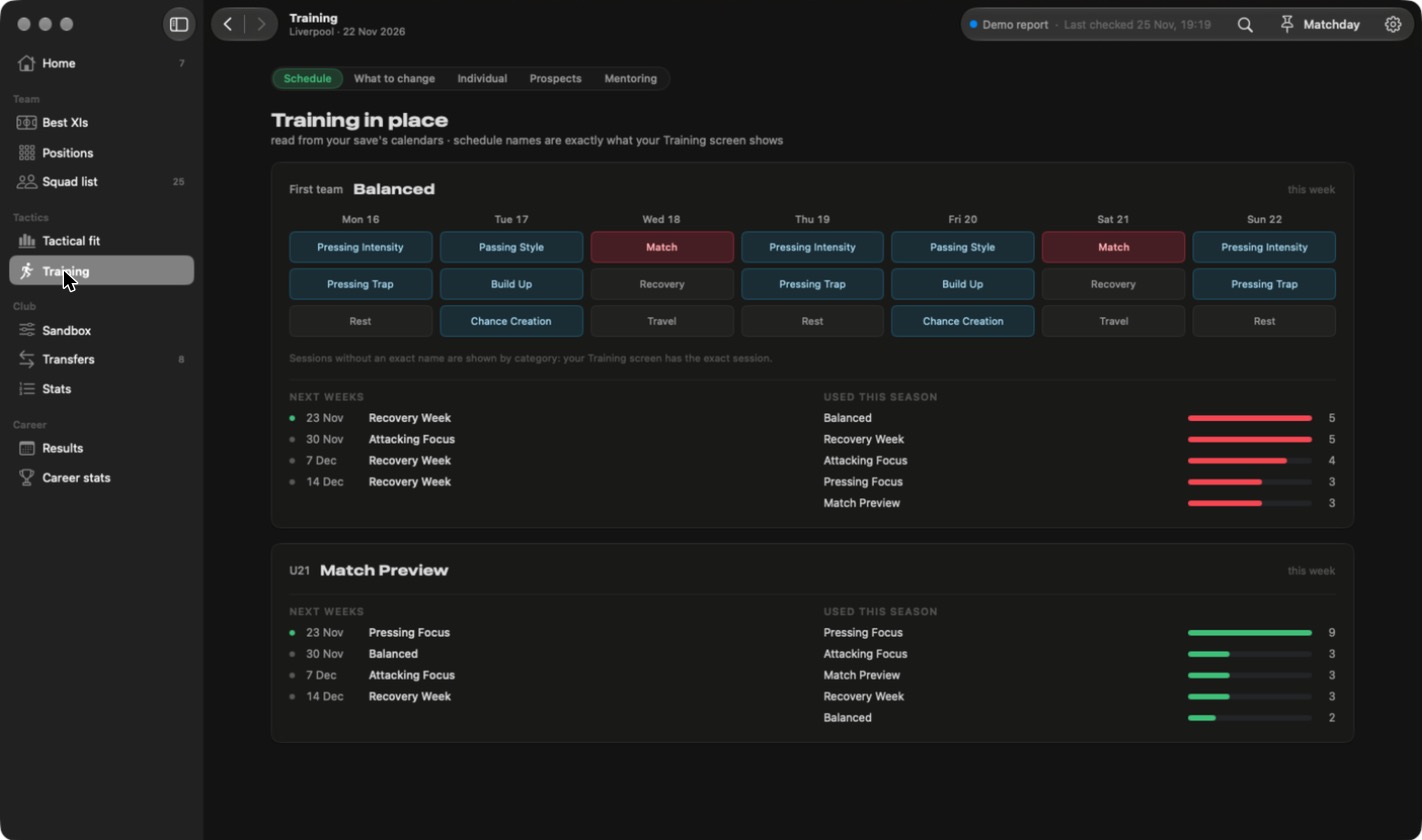 Training
Liverpool · 22 Nov 2026
Demo report · Last checked 25 Nov, 19:19
Matchday
Home 7
Team
Best XIs
Positions
Squad list 25
Tactics
Tactical fit
Training
Club
Sandbox
Transfers 8
Stats
Career
Results
Career stats
Schedule What to change Individual Prospects Mentoring
Training in place
read from your save's calendars · schedule names are exactly what your Training screen shows
First team Balanced this week
Mon 16 Tue 17 Wed 18 Thu 19 Fri 20 Sat 21 Sun 22
Pressing Intensity Passing Style Match Pressing Intensity Passing Style Match Pressing Intensity
Pressing Trap Build Up Recovery Pressing Trap Build Up Recovery Pressing Trap
Rest Chance Creation Travel Rest Chance Creation Travel Rest
Sessions without an exact name are shown by category: your Training screen has the exact session.
NEXT WEEKS
23 Nov Recovery Week
30 Nov Attacking Focus
7 Dec Recovery Week
14 Dec Recovery Week
USED THIS SEASON
Balanced 5
Recovery Week 5
Attacking Focus 4
Pressing Focus 3
Match Preview 3
U21 Match Preview this week
NEXT WEEKS
23 Nov Pressing Focus
30 Nov Balanced
7 Dec Attacking Focus
14 Dec Recovery Week
USED THIS SEASON
Pressing Focus 9
Attacking Focus 3
Match Preview 3
Recovery Week 3
Balanced 2